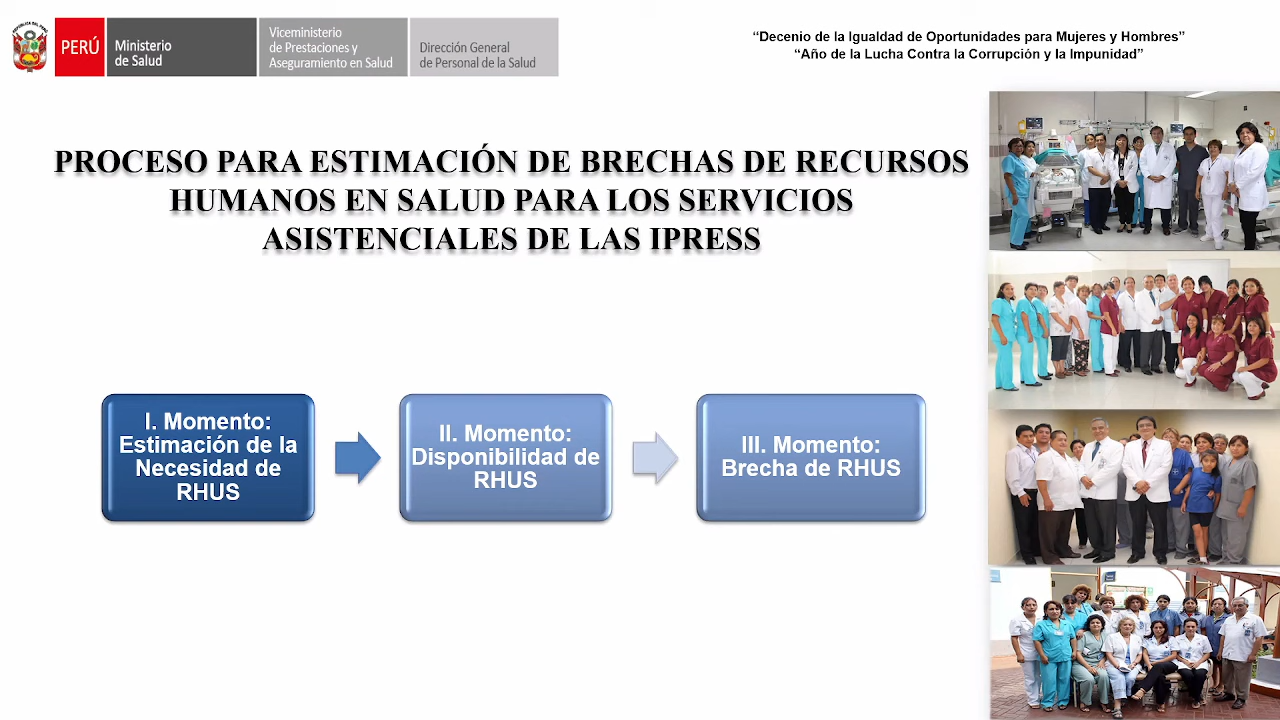 PERÚ
Ministerio
de Salud
Viceministerio
de Prestaciones y
Aseguramiento en Salud
Dirección General
de Personal de la Salud
“Decenio de la Igualdad de Oportunidades para Mujeres y Hombres”
“Año de la Lucha Contra la Corrupción y la Impunidad”
PROCESO PARA ESTIMACIÓN DE BRECHAS DE RECURSOS
HUMANOS EN SALUD PARA LOS SERVICIOS
ASISTENCIALES DE LAS IPRESS
I. Momento:
Estimación de la
Necesidad de
RHUS
II. Momento:
Disponibilidad de
RHUS
III. Momento:
Brecha de RHUS